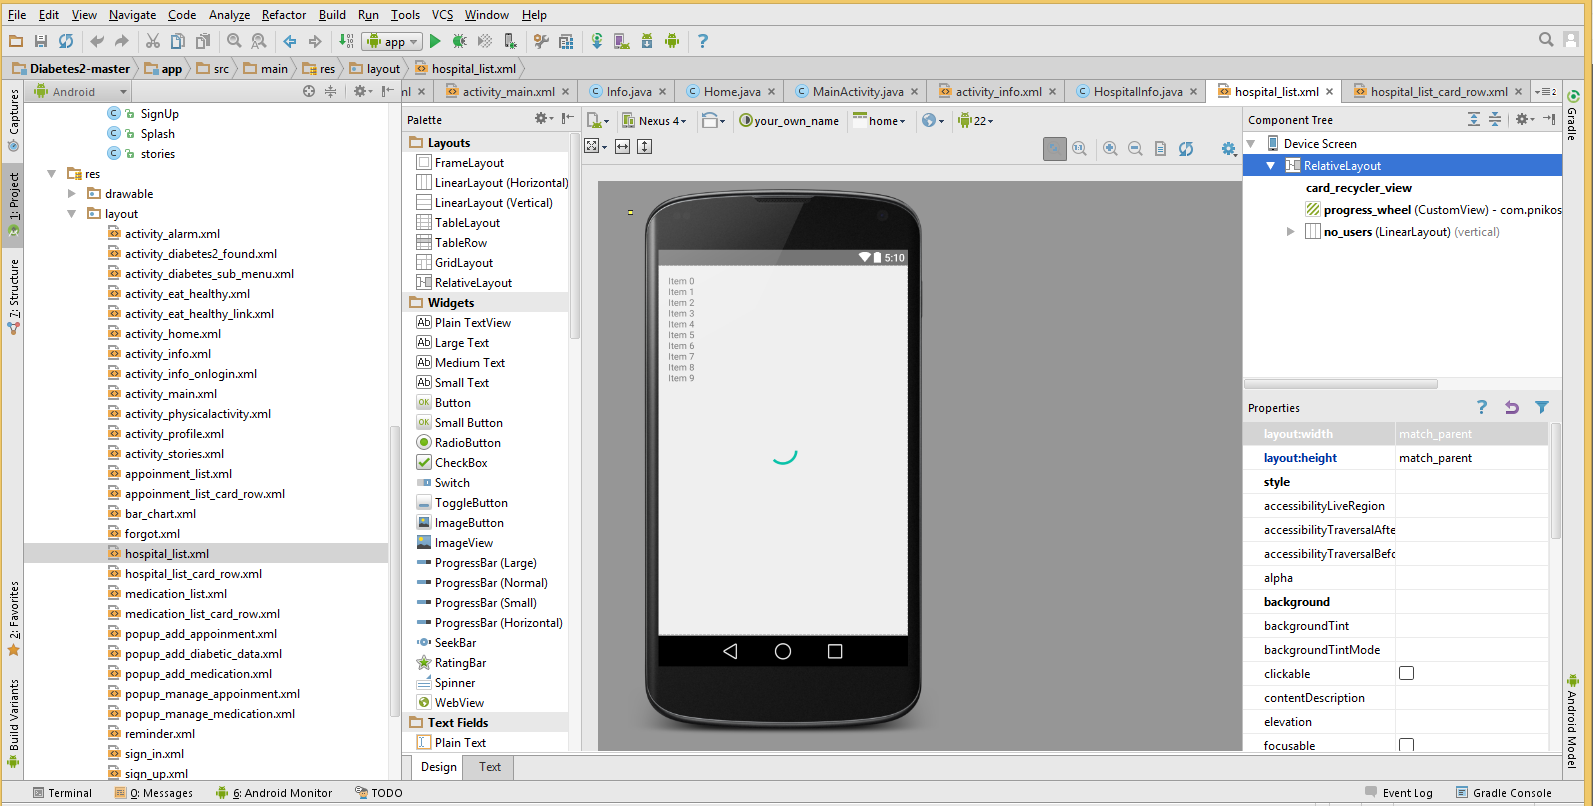 File Edit View Navigate Code Analyze Refactor Build Run Tools VCS Window Help
app
Diabetes2-master app src main res layout hospital_list.xml
Android
ml activity_main.xml Info.java Home.java MainActivity.java activity_info.xml HospitalInfo.java hospital_list.xml hospital_list_card_row.xml 2
Captures
1: Project
7: Structure
2: Favorites
Build Variants
SignUp
Splash
stories
res
drawable
layout
activity_alarm.xml
activity_diabetes2_found.xml
activity_diabetes_sub_menu.xml
activity_eat_healthy.xml
activity_eat_healthy_link.xml
activity_home.xml
activity_info.xml
activity_info_onlogin.xml
activity_main.xml
activity_physicalactivity.xml
activity_profile.xml
activity_stories.xml
appoinment_list.xml
appoinment_list_card_row.xml
bar_chart.xml
forgot.xml
hospital_list.xml
hospital_list_card_row.xml
medication_list.xml
medication_list_card_row.xml
popup_add_appoinment.xml
popup_add_diabetic_data.xml
popup_add_medication.xml
popup_manage_appoinment.xml
popup_manage_medication.xml
reminder.xml
sign_in.xml
sign_up.xml
Palette
Layouts
FrameLayout
LinearLayout (Horizontal)
LinearLayout (Vertical)
TableLayout
TableRow
GridLayout
RelativeLayout
Widgets
Ab Plain TextView
Ab Large Text
Ab Medium Text
Ab Small Text
OK Button
OK Small Button
RadioButton
CheckBox
Switch
ToggleButton
ImageButton
ImageView
ProgressBar (Large)
ProgressBar (Normal)
ProgressBar (Small)
ProgressBar (Horizontal)
SeekBar
RatingBar
Spinner
WebView
Text Fields
Plain Text
Nexus 4 your_own_name home 22
5:10
Item 0
Item 1
Item 2
Item 3
Item 4
Item 5
Item 6
Item 7
Item 8
Item 9
Design Text
Component Tree
Device Screen
RelativeLayout
card_recycler_view
progress_wheel (CustomView) - com.pnikos
no_users (LinearLayout) (vertical)
Properties
layout:width match_parent
layout:height match_parent
style
accessibilityLiveRegion
accessibilityTraversalAfte
accessibilityTraversalBefo
alpha
background
backgroundTint
backgroundTintMode
clickable
contentDescription
elevation
focusable
Gradle
Android Model
Terminal 0: Messages 6: Android Monitor TODO Event Log Gradle Console